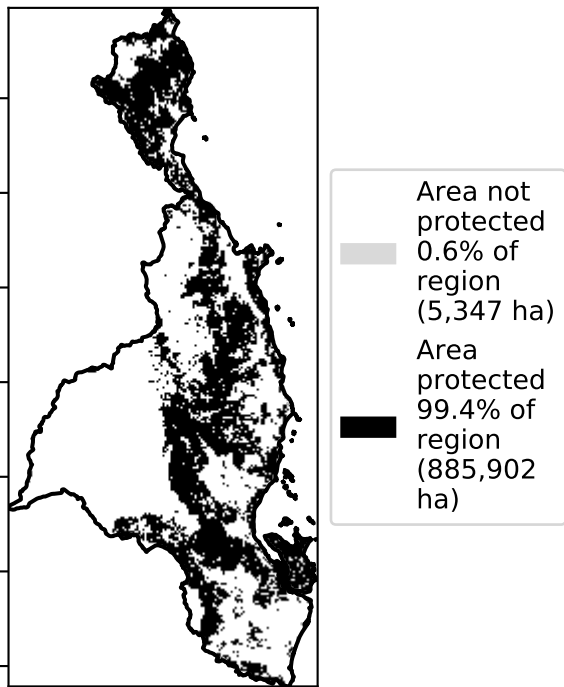 Area not
protected
0.6% of
region
(5,347 ha)
Area
protected
99.4% of
region
(885,902
ha)